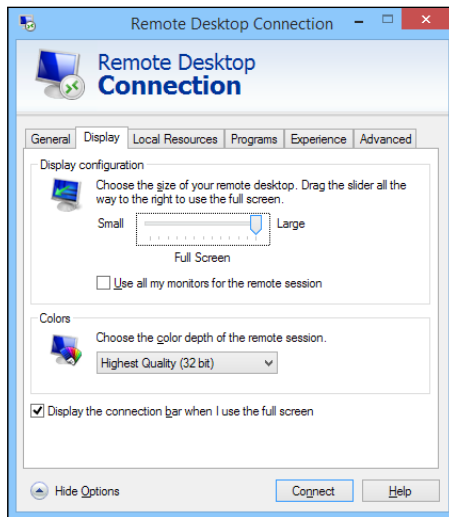 Remote Desktop Connection
Remote Desktop
Connection
General Display Local Resources Programs Experience Advanced
Display configuration
Choose the size of your remote desktop. Drag the slider all the
way to the right to use the full screen.
Small Large
Full Screen
Use all my monitors for the remote session
Colors
Choose the color depth of the remote session.
Highest Quality (32 bit)
Display the connection bar when I use the full screen
Hide Options Connect Help